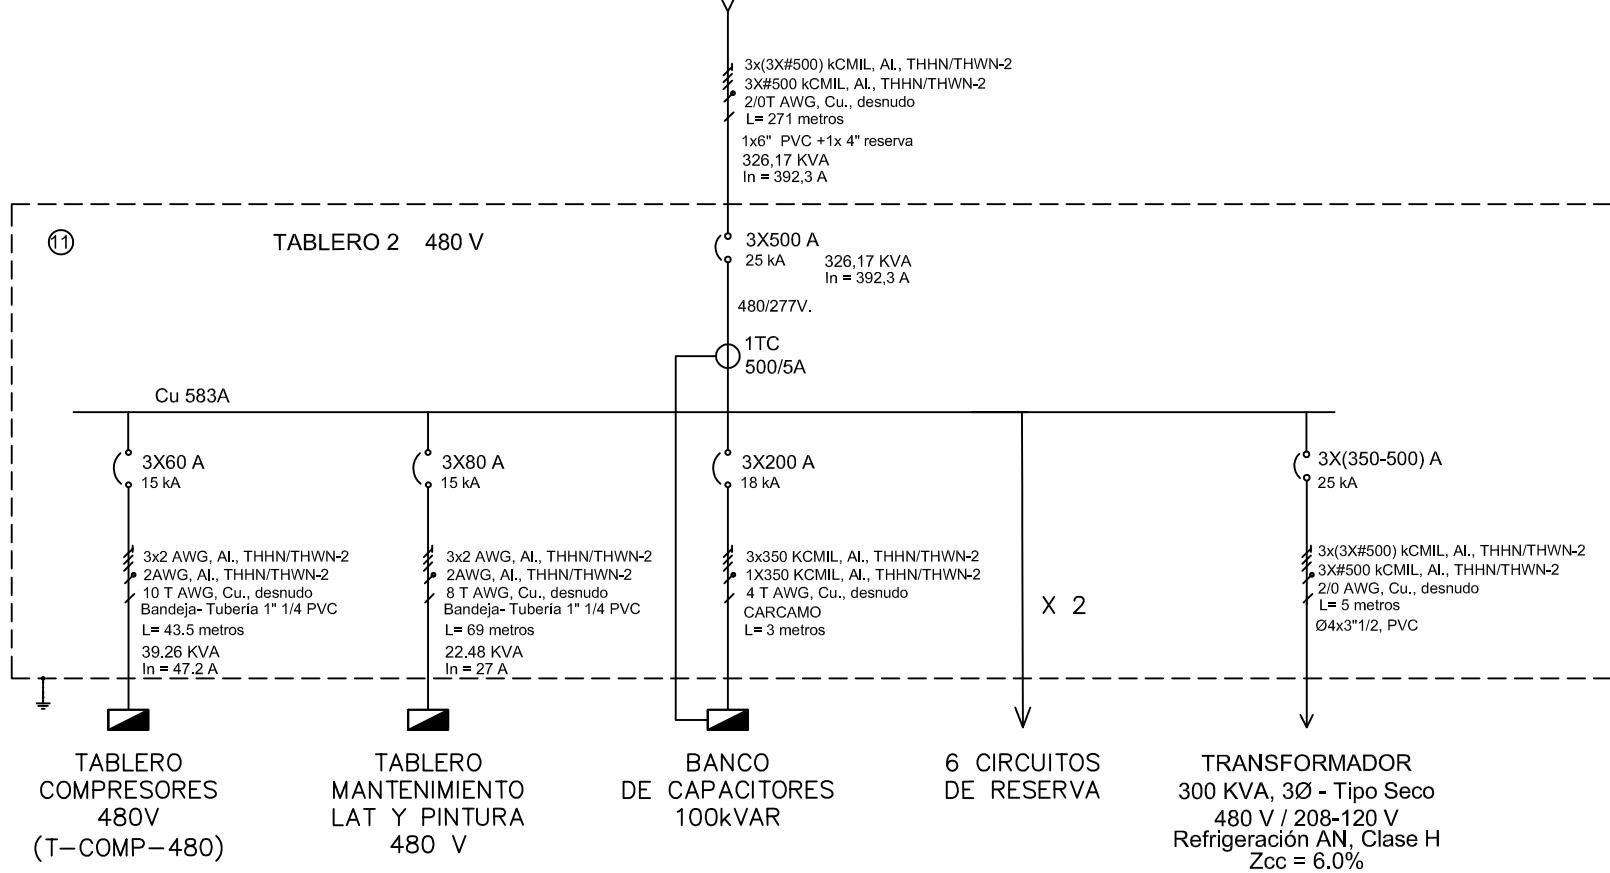 3x(3X#500) kCMIL, Al., THHN/THWN-2
3X#500 kCMIL, Al., THHN/THWN-2
2/0T AWG, Cu., desnudo
L= 271 metros
1x6" PVC +1x 4" reserva
326,17 KVA
In = 392,3 A
11
TABLERO 2 480 V
3X500 A
25 kA
326,17 KVA
In = 392,3 A
480/277V.
1TC
500/5A
Cu 583A
3X60 A
15 kA
3X80 A
15 kA
3X200 A
18 kA
3X(350-500) A
25 kA
3x2 AWG, Al., THHN/THWN-2
2AWG, Al., THHN/THWN-2
10 T AWG, Cu., desnudo
Bandeja- Tubería 1" 1/4 PVC
L= 43.5 metros
39.26 KVA
In = 47.2 A
3x2 AWG, Al., THHN/THWN-2
2AWG, Al., THHN/THWN-2
8 T AWG, Cu., desnudo
Bandeja- Tubería 1" 1/4 PVC
L= 69 metros
22.48 KVA
In = 27 A
3x350 KCMIL, Al., THHN/THWN-2
1X350 KCMIL, Al., THHN/THWN-2
4 T AWG, Cu., desnudo
CARCAMO
L= 3 metros
X 2
3x(3X#500) kCMIL, Al., THHN/THWN-2
3X#500 kCMIL, Al., THHN/THWN-2
2/0 AWG, Cu., desnudo
L= 5 metros
Ø4x3"1/2, PVC
TABLERO
COMPRESORES
480V
(T-COMP-480)
TABLERO
MANTENIMIENTO
LAT Y PINTURA
480 V
BANCO
DE CAPACITORES
100kVAR
6 CIRCUITOS
DE RESERVA
TRANSFORMADOR
300 KVA, 3Ø - Tipo Seco
480 V / 208-120 V
Refrigeración AN, Clase H
Zcc = 6.0%